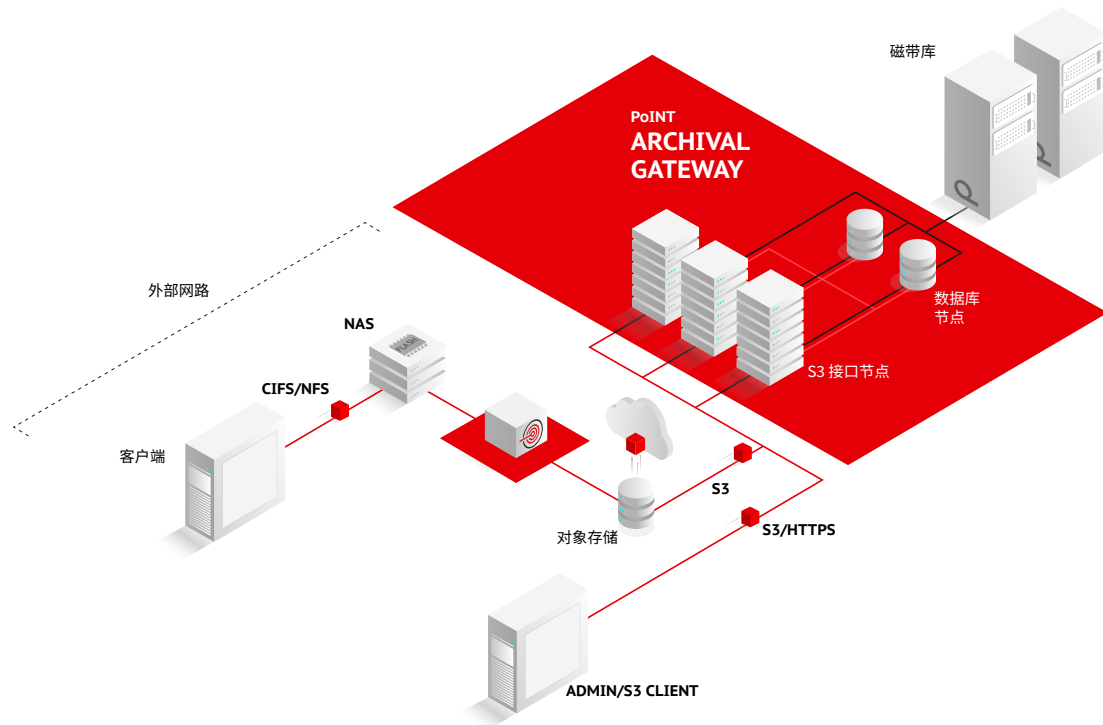 磁带库
PoINT
ARCHIVAL
GATEWAY
外部网路
数据库
节点
NAS
FLASH
S3 接口节点
CIFS/NFS
客户端
S3
S3/HTTPS
对象存储
ADMIN/S3 CLIENT